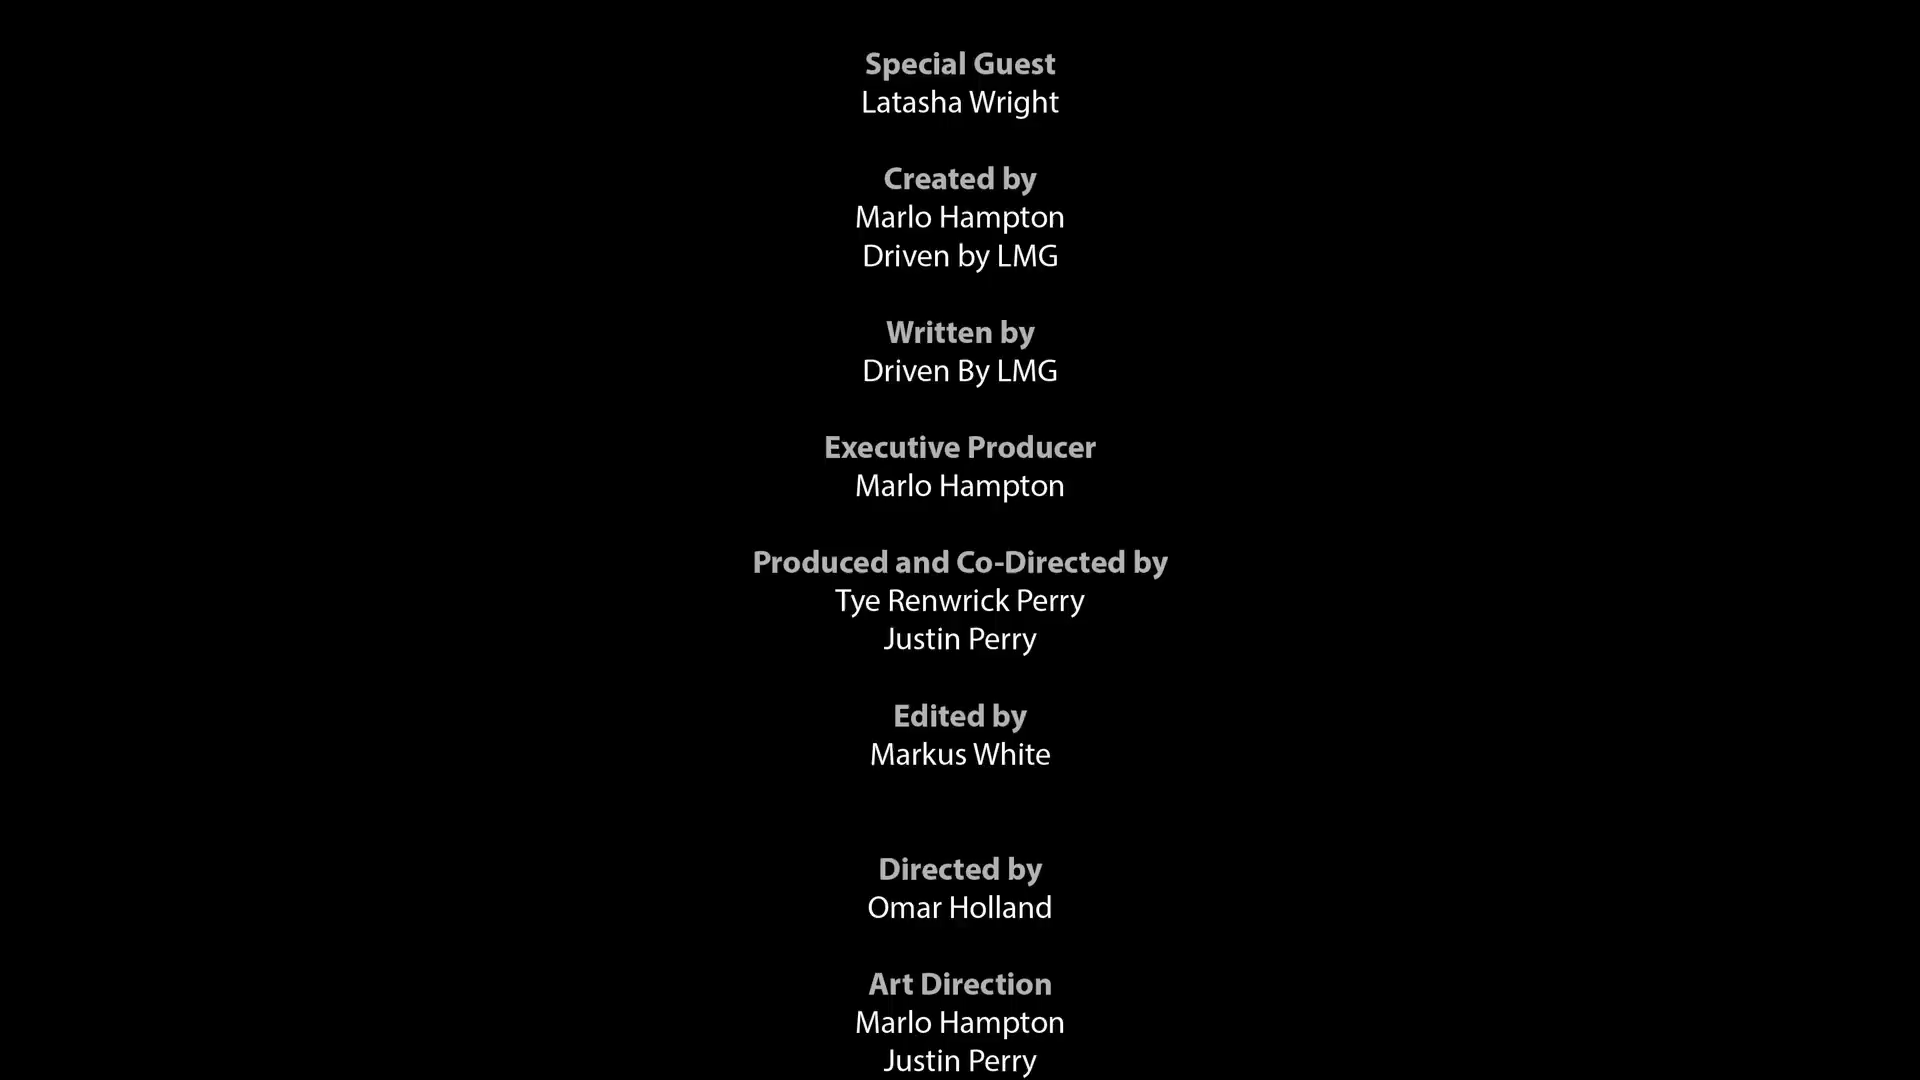 Special Guest
Latasha Wright
Created by
Marlo Hampton
Driven by LMG
Written by
Driven By LMG
Executive Producer
Marlo Hampton
Produced and Co-Directed by
Tye Renwrick Perry
Justin Perry
Edited by
Markus White
Directed by
Omar Holland
Art Direction
Marlo Hampton
Justin Perry